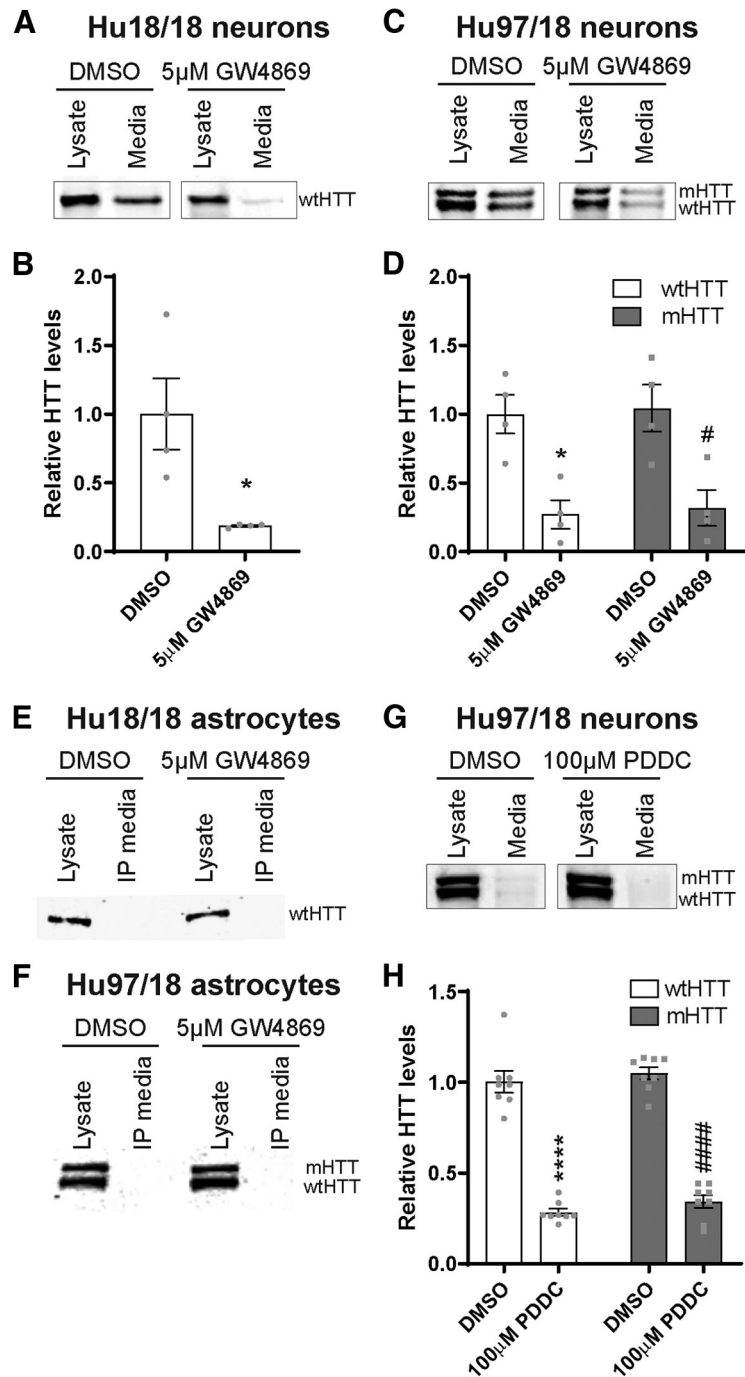 A Hu18/18 neurons
DMSO 5µM GW4869
Lysate Media Lysate Media
wtHTT
B
Relative HTT levels
2.0
1.5
1.0
0.5
0.0
*
DMSO
5µM GW4869
C Hu97/18 neurons
DMSO 5µM GW4869
Lysate Media Lysate Media
mHTT
wtHTT
D
Relative HTT levels
2.0
1.5
1.0
0.5
0.0
wtHTT
mHTT
* #
DMSO
5µM GW4869
DMSO
5µM GW4869
E Hu18/18 astrocytes
DMSO 5µM GW4869
Lysate IP media Lysate IP media
wtHTT
F Hu97/18 astrocytes
DMSO 5µM GW4869
Lysate IP media Lysate IP media
mHTT
wtHTT
G Hu97/18 neurons
DMSO 100µM PDDC
Lysate Media Lysate Media
mHTT
wtHTT
H
Relative HTT levels
1.5
1.0
0.5
0.0
wtHTT
mHTT
**** ####
DMSO
100µM PDDC
DMSO
100µM PDDC